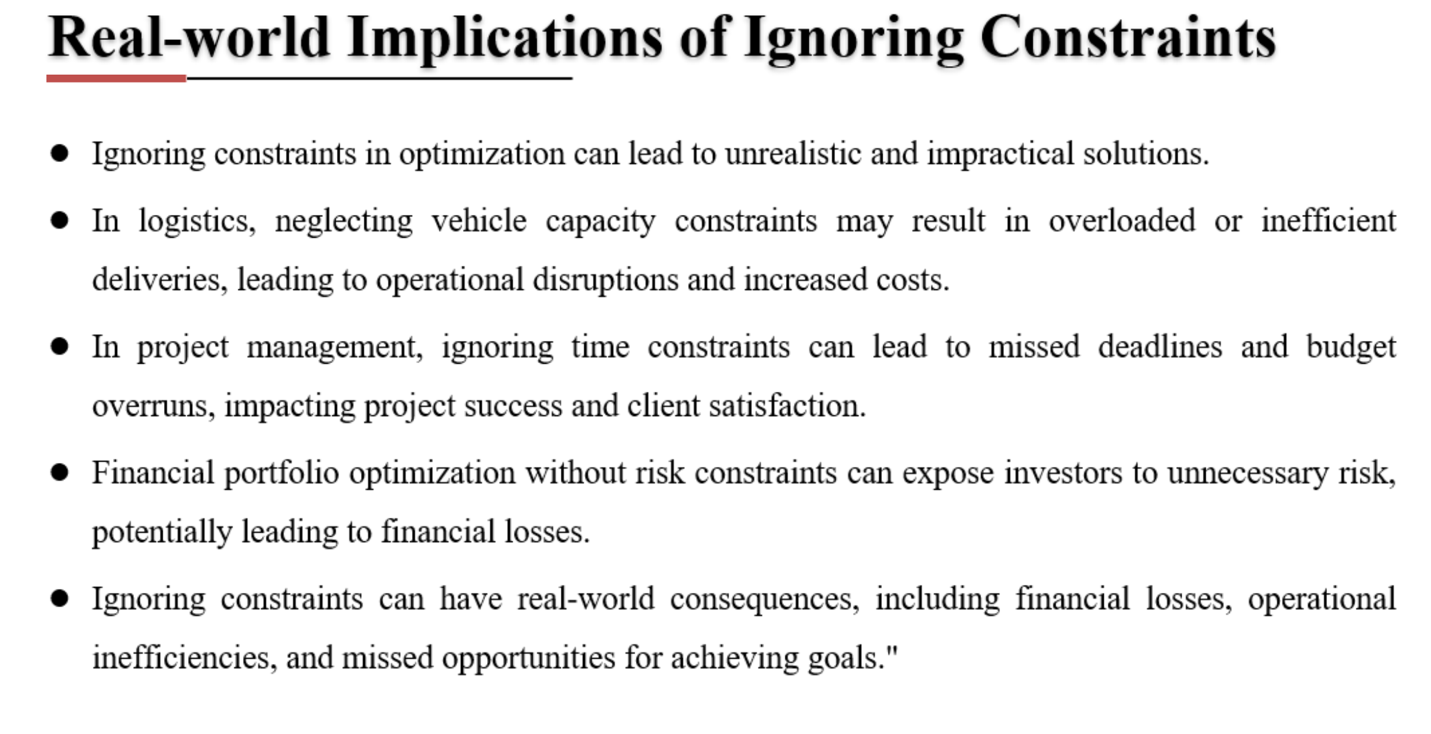 Real-world Implications of Ignoring Constraints
● Ignoring constraints in optimization can lead to unrealistic and impractical solutions.
● In logistics, neglecting vehicle capacity constraints may result in overloaded or inefficient
deliveries, leading to operational disruptions and increased costs.
● In project management, ignoring time constraints can lead to missed deadlines and budget
overruns, impacting project success and client satisfaction.
● Financial portfolio optimization without risk constraints can expose investors to unnecessary risk,
potentially leading to financial losses.
● Ignoring constraints can have real-world consequences, including financial losses, operational
inefficiencies, and missed opportunities for achieving goals."